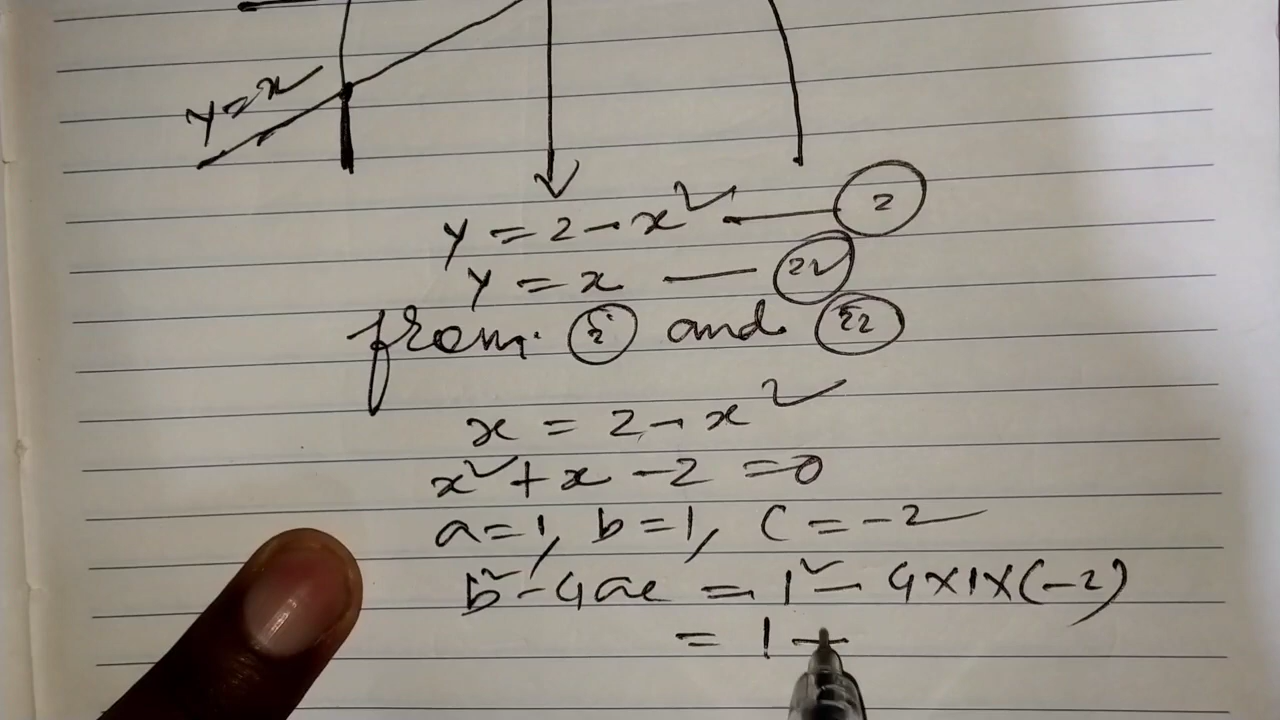 y = x
y = 2 - x² — (i)
y = x — (ii)
from (i) and (ii)
x = 2 - x²
x² + x - 2 = 0
a = 1, b = 1, c = -2
b² - 4ac = 1² - 4 × 1 × (-2)
= 1 +